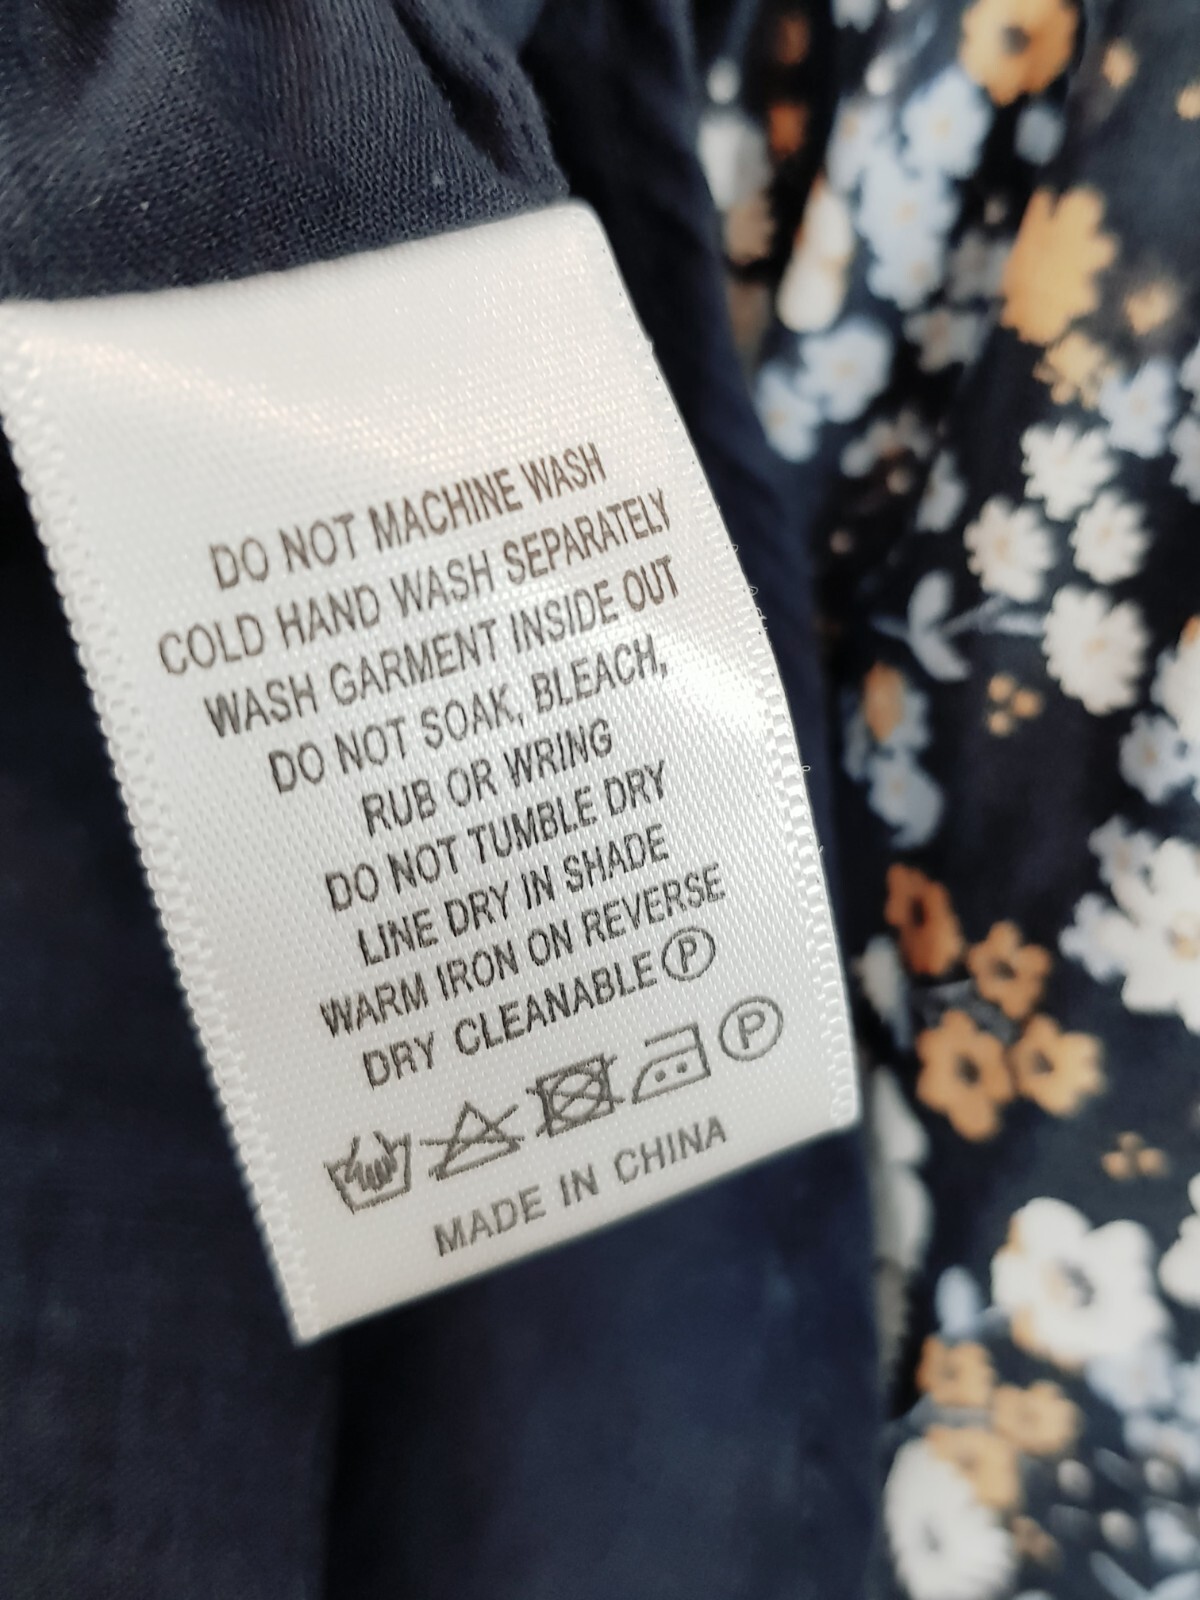 DO NOT MACHINE WASH
COLD HAND WASH SEPARATELY
WASH GARMENT INSIDE OUT
DO NOT SOAK, BLEACH,
RUB OR WRING
DO NOT TUMBLE DRY
LINE DRY IN SHADE
WARM IRON ON REVERSE
DRY CLEANABLE Ⓟ
Ⓟ
MADE IN CHINA